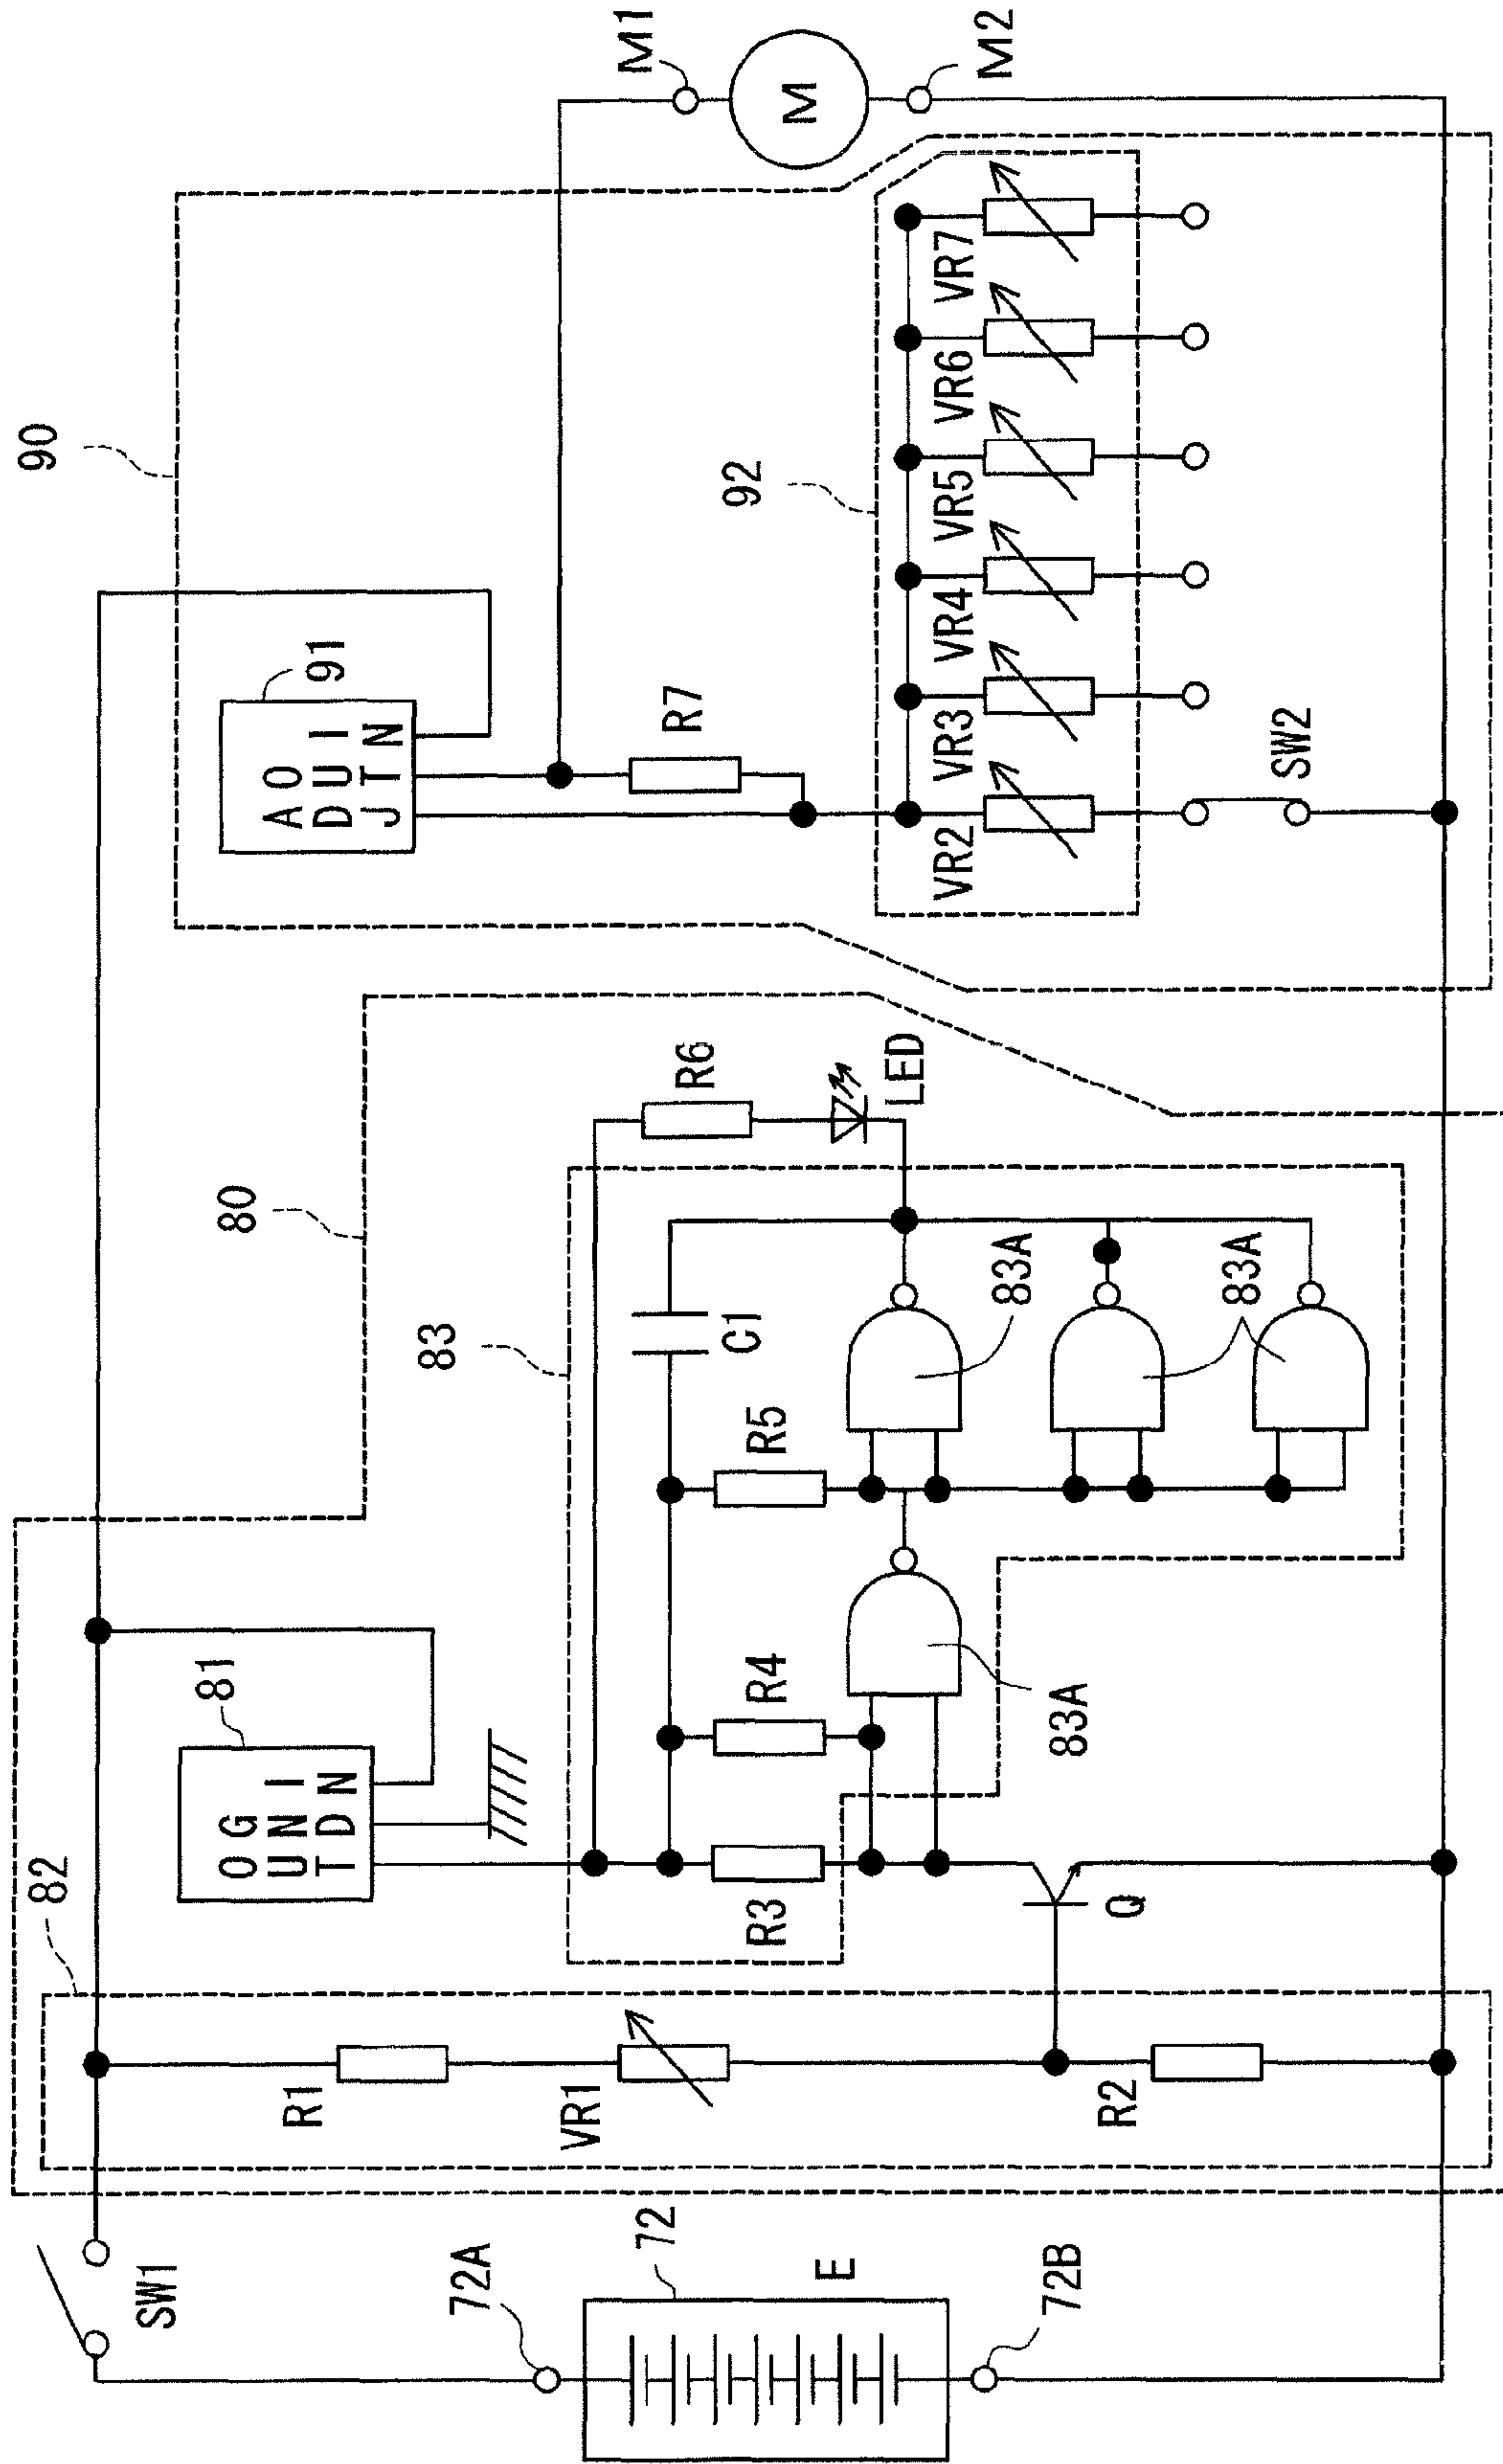 90
80
82
81
OUT
GND
IN
91
ADJ
OUT
IN
83
92
SW1
R1
VR1
R2
R3
R4
R5
C1
R6
LED
R7
83A
83A
83A
Q
VR2
VR3
VR4
VR5
VR6
VR7
SW2
M1
M
M2
72A
72
E
72B